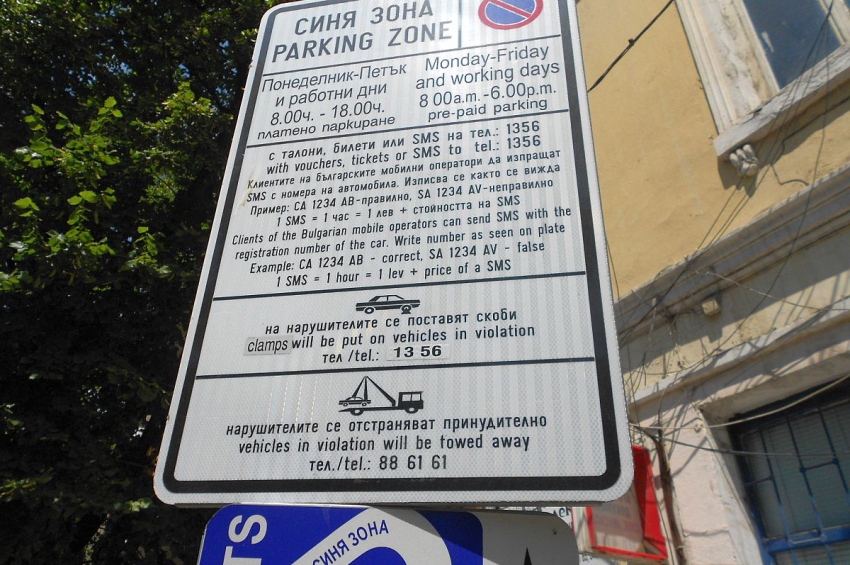 СИНЯ ЗОНА
PARKING ZONE
Понеделник-Петък
и работни дни
8.00ч. - 18.00ч.
платено паркиране
Monday-Friday
and working days
8 00a.m. -6.00p.m.
pre-paid parking
с талони, билети или SMS на тел.: 1356
with vouchers, tickets or SMS to tel.: 1356
Клиентите на българските мобилни оператори да изпращат
SMS с номера на автомобила. Изписва се както се вижда
Пример: СА 1234 АВ-правилно, SA 1234 AV-неправилно
1 SMS = 1 час = 1 лев + стойността на SMS
Clients of the Bulgarian mobile operators can send SMS with the
registration number of the car. Write number as seen on plate
Example: CA 1234 AB - correct, SA 1234 AV - false
1 SMS = 1 hour = 1 lev + price of a SMS
на нарушителите се поставят скоби
clamps will be put on vehicles in violation
тел /tel.: 13 56
нарушителите се отстраняват принудително
vehicles in violation will be towed away
тел./tel.: 88 61 61
СИНЯ ЗОНА